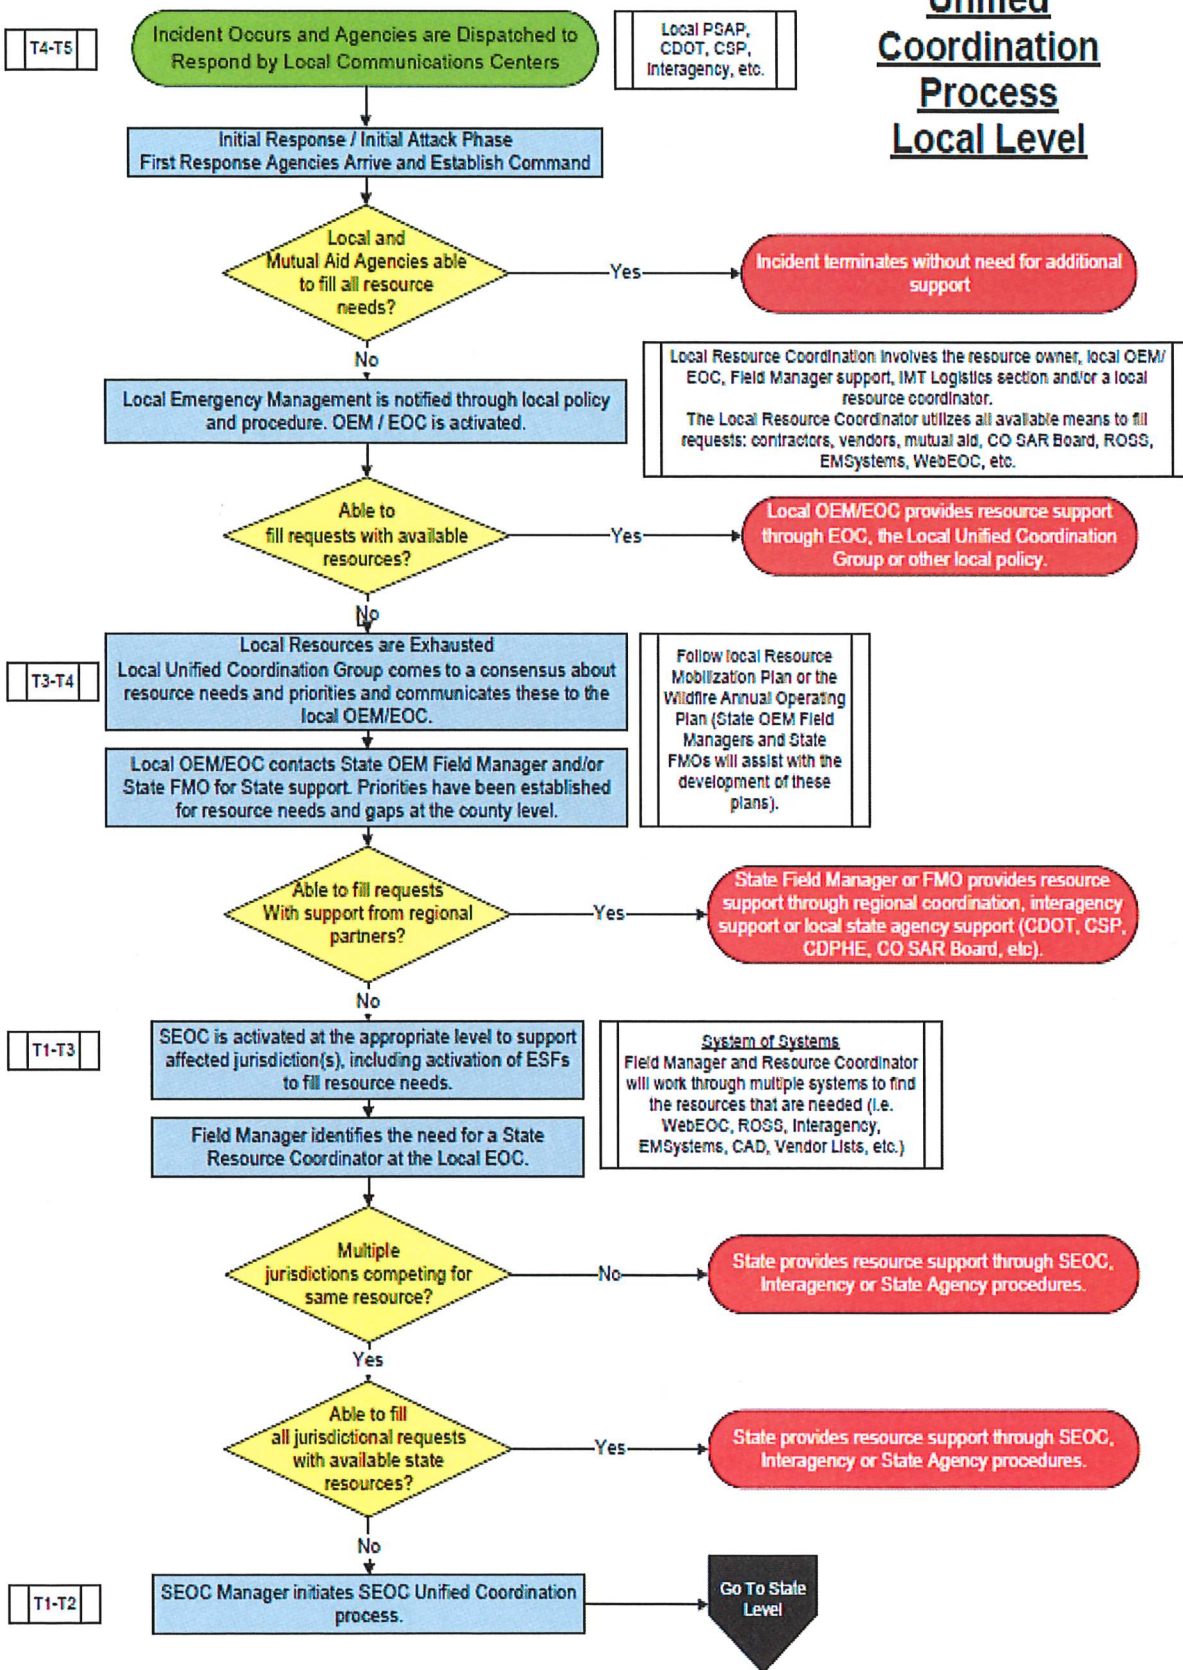 Unified
Coordination
Process
Local Level
T4-T5
Incident Occurs and Agencies are Dispatched to
Respond by Local Communications Centers
Local PSAP,
CDOT, CSP,
Interagency, etc.
Initial Response / Initial Attack Phase
First Response Agencies Arrive and Establish Command
Local and
Mutual Aid Agencies able
to fill all resource
needs?
Yes
Incident terminates without need for additional
support
No
Local Emergency Management is notified through local policy
and procedure. OEM / EOC is activated.
Local Resource Coordination involves the resource owner, local OEM/
EOC, Field Manager support, IMT Logistics section and/or a local
resource coordinator.
The Local Resource Coordinator utilizes all available means to fill
requests: contractors, vendors, mutual aid, CO SAR Board, ROSS,
EMSystems, WebEOC, etc.
Able to
fill requests with available
resources?
Yes
Local OEM/EOC provides resource support
through EOC, the Local Unified Coordination
Group or other local policy.
No
T3-T4
Local Resources are Exhausted
Local Unified Coordination Group comes to a consensus about
resource needs and priorities and communicates these to the
local OEM/EOC.
Follow local Resource
Mobilization Plan or the
Wildfire Annual Operating
Plan (State OEM Field
Managers and State
FMOs will assist with the
development of these
plans).
Local OEM/EOC contacts State OEM Field Manager and/or
State FMO for State support. Priorities have been established
for resource needs and gaps at the county level.
Able to fill requests
With support from regional
partners?
Yes
State Field Manager or FMO provides resource
support through regional coordination, interagency
support or local state agency support (CDOT, CSP,
CDPHE, CO SAR Board, etc).
No
T1-T3
SEOC is activated at the appropriate level to support
affected jurisdiction(s), including activation of ESFs
to fill resource needs.
System of Systems
Field Manager and Resource Coordinator
will work through multiple systems to find
the resources that are needed (i.e.
WebEOC, ROSS, Interagency,
EMSystems, CAD, Vendor Lists, etc.)
Field Manager identifies the need for a State
Resource Coordinator at the Local EOC.
Multiple
jurisdictions competing for
same resource?
No
State provides resource support through SEOC,
Interagency or State Agency procedures.
Yes
Able to fill
all jurisdictional requests
with available state
resources?
Yes
State provides resource support through SEOC,
Interagency or State Agency procedures.
No
T1-T2
SEOC Manager initiates SEOC Unified Coordination
process.
Go To State
Level